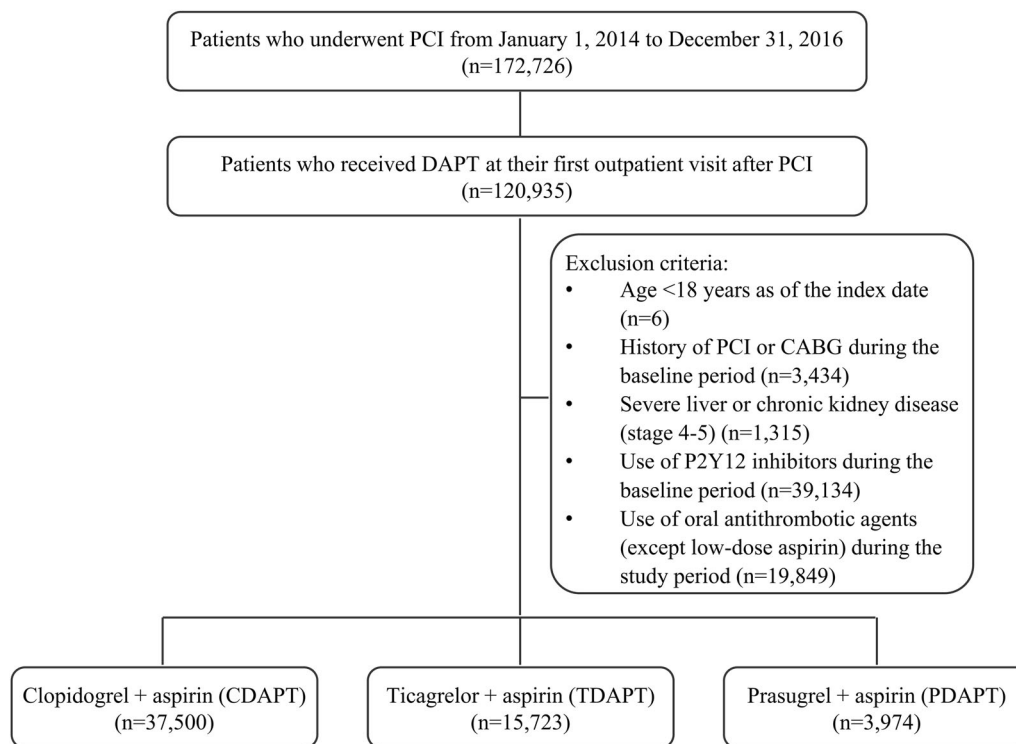 Patients who underwent PCI from January 1, 2014 to December 31, 2016
(n=172,726)
Patients who received DAPT at their first outpatient visit after PCI
(n=120,935)
Exclusion criteria:
• Age <18 years as of the index date
(n=6)
• History of PCI or CABG during the
baseline period (n=3,434)
• Severe liver or chronic kidney disease
(stage 4-5) (n=1,315)
• Use of P2Y12 inhibitors during the
baseline period (n=39,134)
• Use of oral antithrombotic agents
(except low-dose aspirin) during the
study period (n=19,849)
Clopidogrel + aspirin (CDAPT)
(n=37,500)
Ticagrelor + aspirin (TDAPT)
(n=15,723)
Prasugrel + aspirin (PDAPT)
(n=3,974)